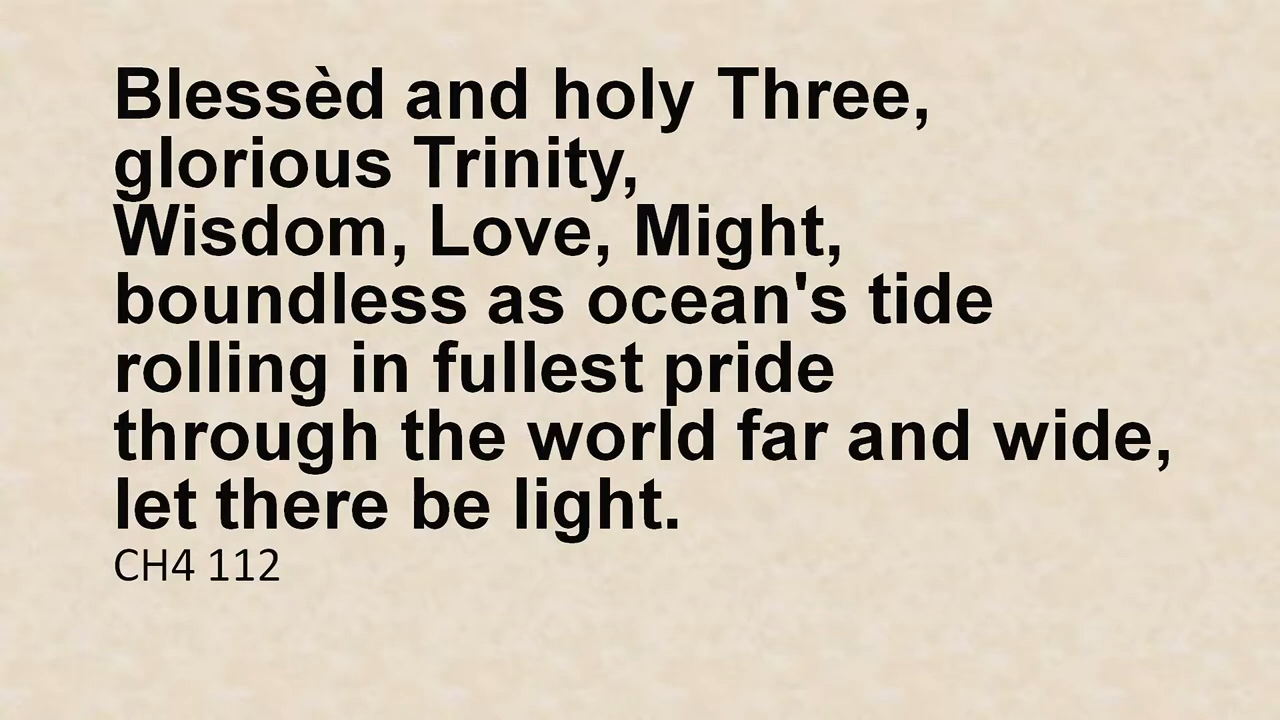 Blessèd and holy Three,
glorious Trinity,
Wisdom, Love, Might,
boundless as ocean's tide
rolling in fullest pride
through the world far and wide,
let there be light.
CH4 112